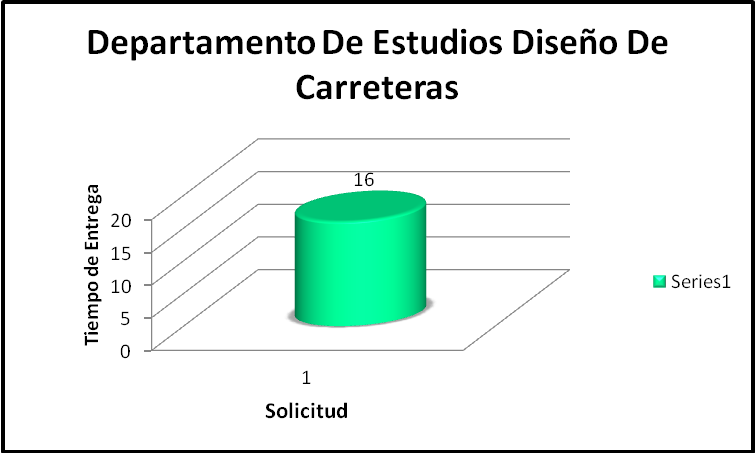 Departamento De Estudios Diseño De
Carreteras
16
Tiempo de Entrega
20
15
10
5
0
1
Solicitud
Series1